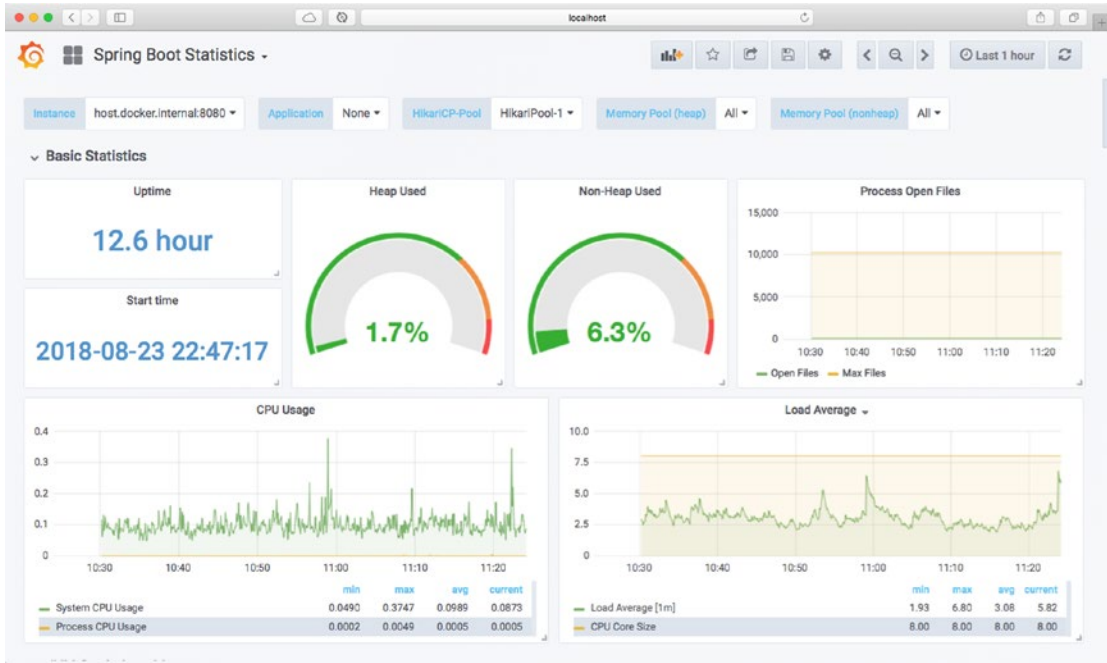 localhost
Spring Boot Statistics
Last 1 hour
Instance host.docker.internal:8080 Application None HikariCP-Pool HikariPool-1 Memory Pool (heap) All Memory Pool (nonheap) All
Basic Statistics
Uptime
12.6 hour
Start time
2018-08-23 22:47:17
Heap Used
1.7%
Non-Heap Used
6.3%
Process Open Files
15,000
10,000
5,000
0
10:30 10:40 10:50 11:00 11:10 11:20
Open Files Max Files
CPU Usage
0.4
0.3
0.2
0.1
0
10:30 10:40 10:50 11:00 11:10 11:20
min max avg current
System CPU Usage 0.0490 0.3747 0.0989 0.0873
Process CPU Usage 0.0002 0.0049 0.0005 0.0005
Load Average
10.0
7.5
5.0
2.5
0
10:30 10:40 10:50 11:00 11:10 11:20
min max avg current
Load Average [1m] 1.93 6.80 3.08 5.82
CPU Core Size 8.00 8.00 8.00 8.00